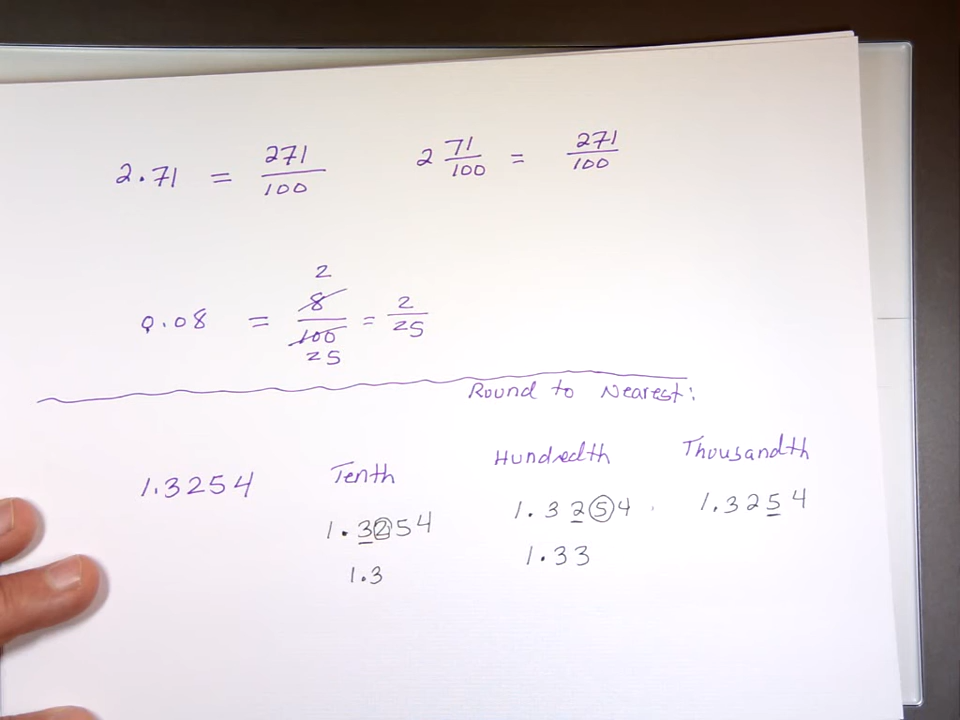 2.71 = 271/100
2 71/100 = 271/100
2
0.08 = 8/100 = 2/25
25
Round to Nearest:
1.3254
Tenth
Hundredth
Thousandth
1.3254
1.3254
1.3254
1.3
1.33